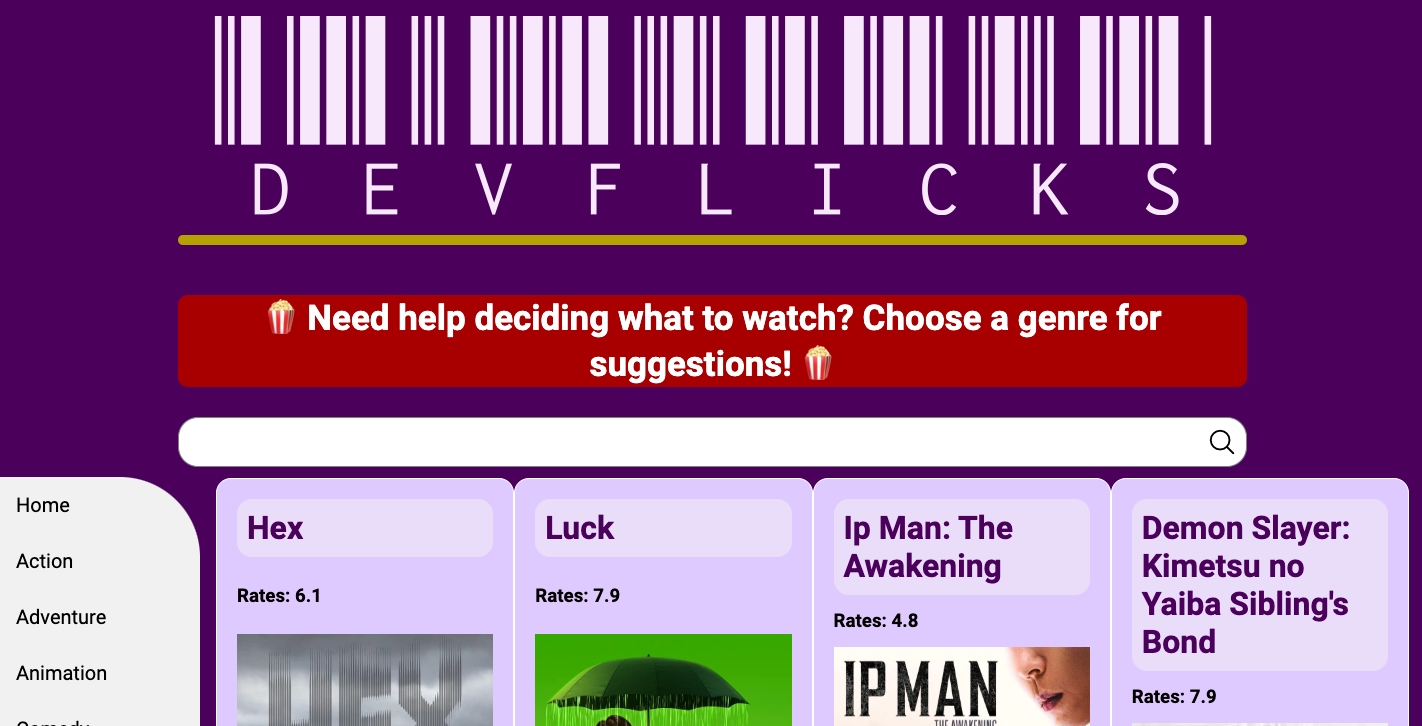 D E V F L I C K S
🍿 Need help deciding what to watch? Choose a genre for
suggestions! 🍿
Home
Action
Adventure
Animation
Comedy
Hex
Rates: 6.1
HEX
Luck
Rates: 7.9
Ip Man: The
Awakening
Rates: 4.8
IP MAN
THE AWAKENING
Demon Slayer:
Kimetsu no
Yaiba Sibling's
Bond
Rates: 7.9